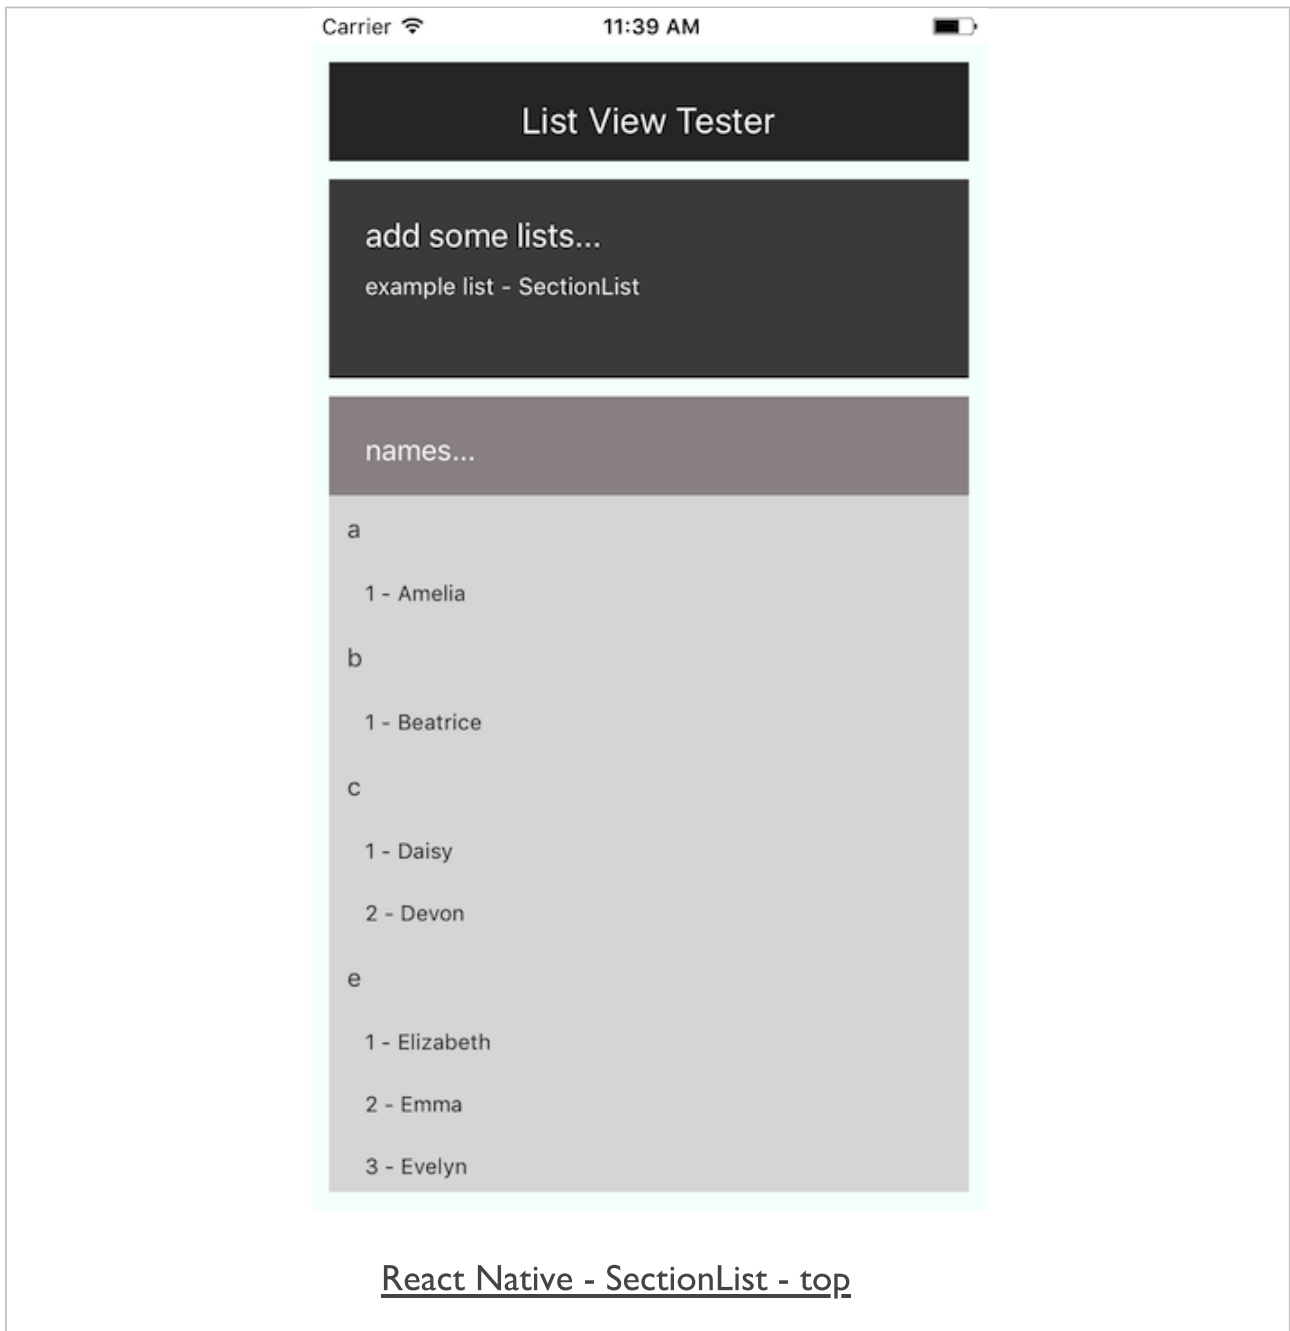 Carrier 11:39 AM
List View Tester
add some lists...
example list - SectionList
names...
a
1 - Amelia
b
1 - Beatrice
c
1 - Daisy
2 - Devon
e
1 - Elizabeth
2 - Emma
3 - Evelyn
React Native - SectionList - top